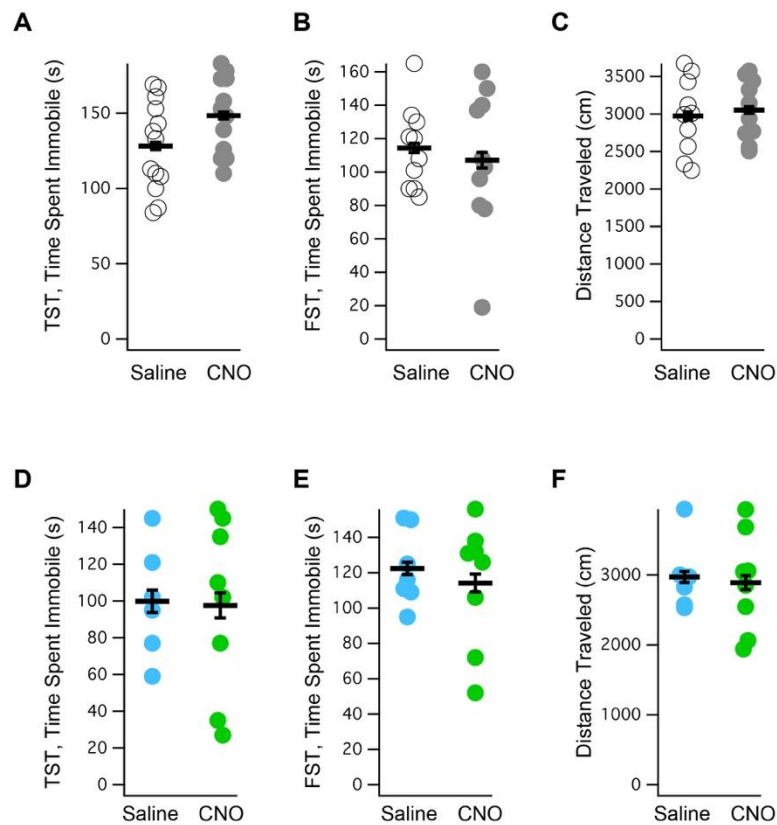 A
B
C
TST, Time Spent Immobile (s)
150
100
50
0
Saline CNO
FST, Time Spent Immobile (s)
160
140
120
100
80
60
40
20
0
Saline CNO
Distance Traveled (cm)
3500
3000
2500
2000
1500
1000
500
0
Saline CNO
D
E
F
TST, Time Spent Immobile (s)
140
120
100
80
60
40
20
0
Saline CNO
FST, Time Spent Immobile (s)
140
120
100
80
60
40
20
0
Saline CNO
Distance Traveled (cm)
3000
2000
1000
0
Saline CNO